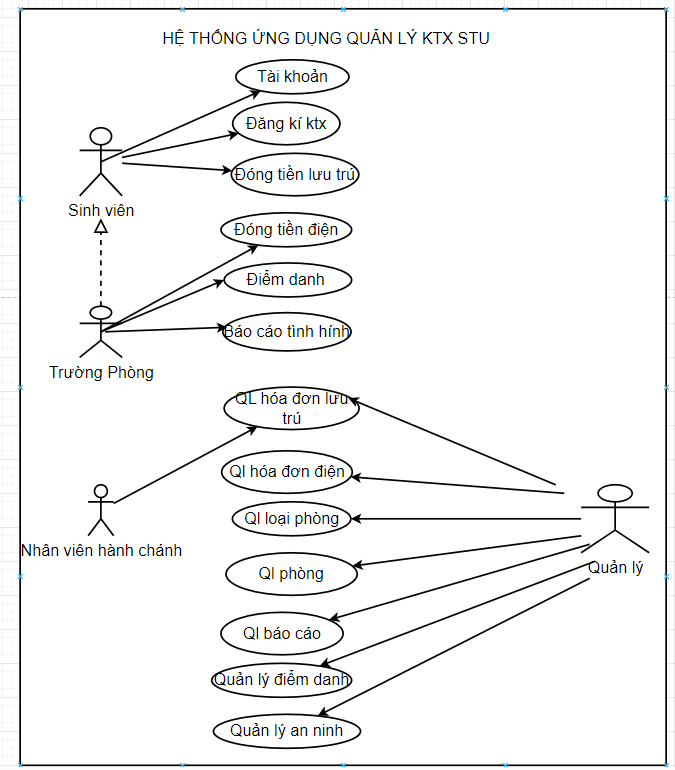 HỆ THỐNG ỨNG DỤNG QUẢN LÝ KTX STU
Tài khoản
Đăng kí ktx
Đóng tiền lưu trú
Sinh viên
Đóng tiền điện
Điểm danh
Báo cáo tình hính
Trường Phòng
QL hóa đơn lưu
trú
Ql hóa đơn điện
Ql loại phòng
Nhân viên hành chánh
Ql phòng
Quản lý
Ql báo cáo
Quản lý điểm danh
Quản lý an ninh